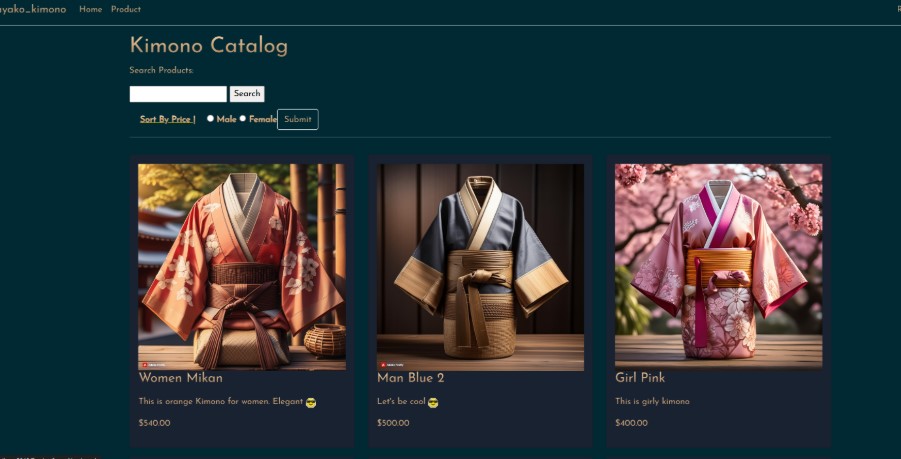 yako_kimono Home Product
Kimono Catalog
Search Products:
Search
Sort By Price | Male Female Submit
Women Mikan Man Blue 2 Girl Pink
This is orange Kimono for women. Elegant 😎 Let's be cool 😎 This is girly kimono
$540.00 $500.00 $400.00